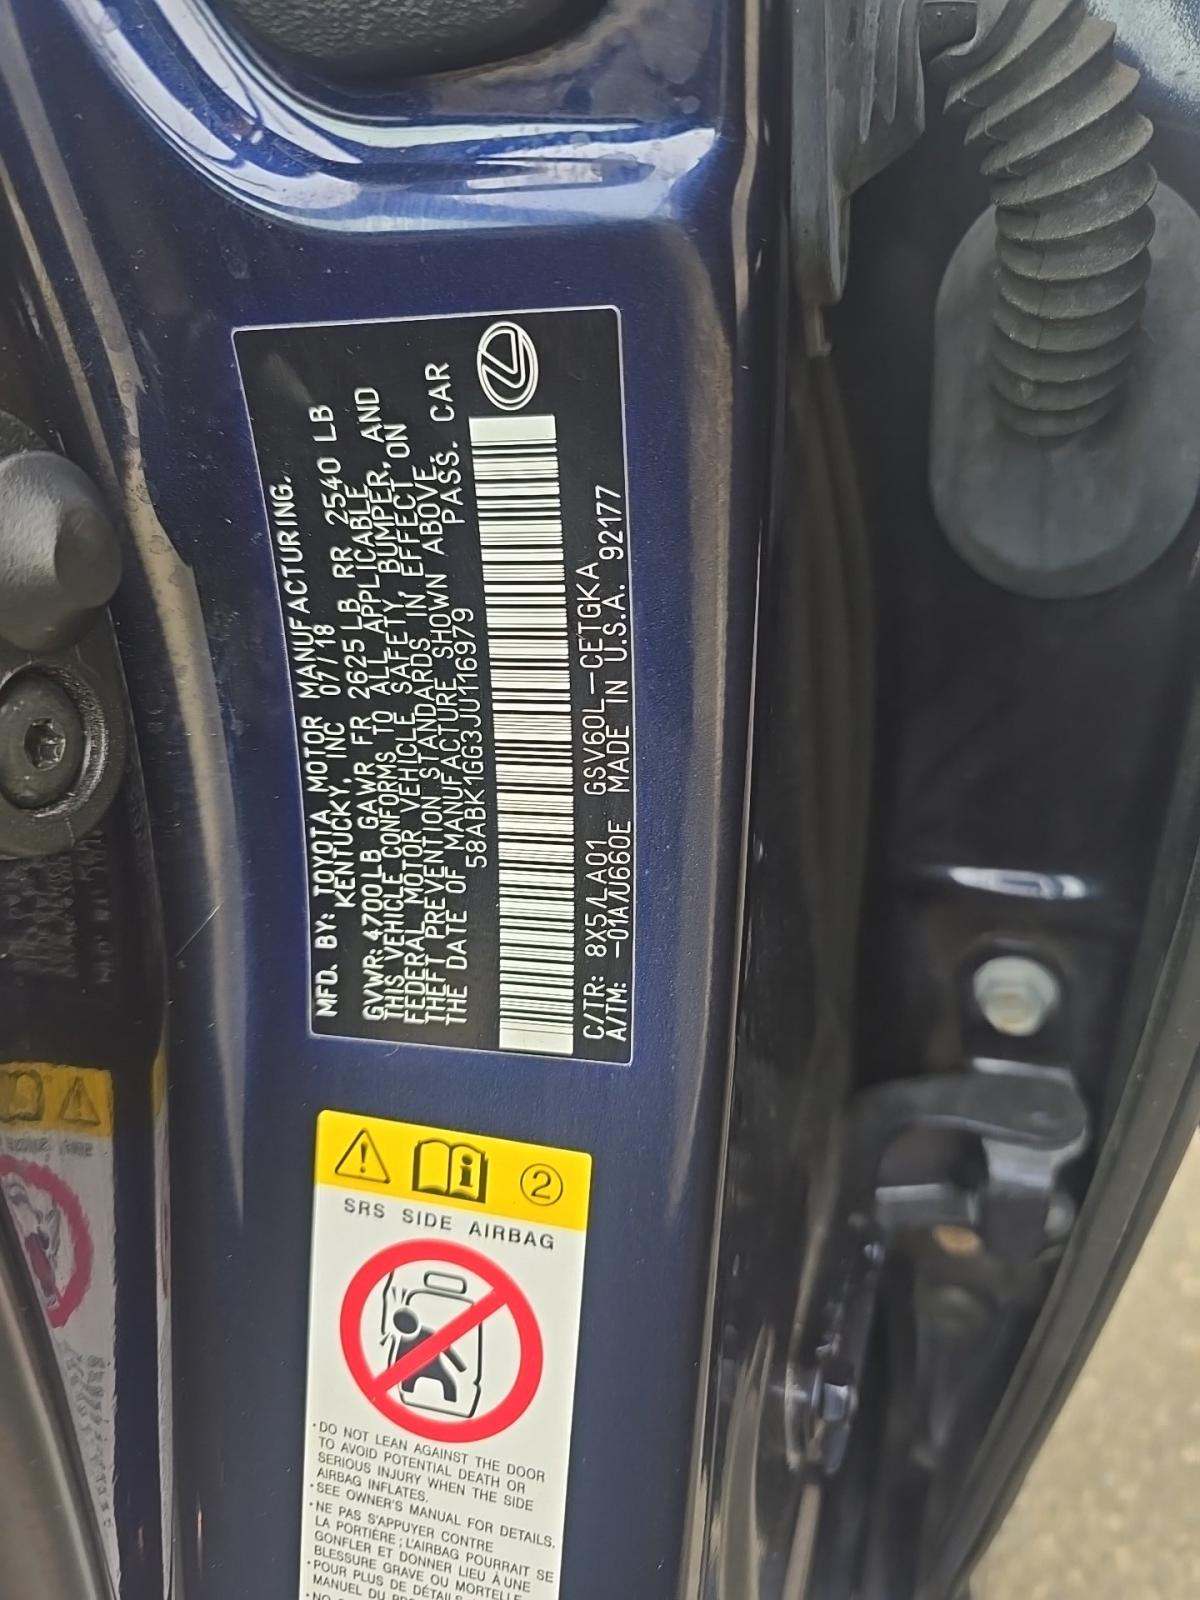 MFD. BY: TOYOTA MOTOR MANUFACTURING.
KENTUCKY, INC 07/18
GVWR: 4700LB GAWR FR 2625 LB RR 2540 LB
THIS VEHICLE CONFORMS TO ALL APPLICABLE
FEDERAL MOTOR VEHICLE SAFETY, BUMPER, AND
THEFT PREVENTION STANDARDS IN EFFECT ON
THE DATE OF MANUFACTURE SHOWN ABOVE.
58ABK1GG3JU116979 PASS. CAR
C/TR: 8X5/LA01 GSV60L-CETGKA
A/TM: -01A/U660E MADE IN U.S.A. 92177
2
SRS SIDE AIRBAG
•DO NOT LEAN AGAINST THE DOOR
TO AVOID POTENTIAL DEATH OR
SERIOUS INJURY WHEN THE SIDE
AIRBAG INFLATES.
•SEE OWNER'S MANUAL FOR DETAILS.
•NE PAS S'APPUYER CONTRE
LA PORTIÈRE ; L'AIRBAG POURRAIT SE
GONFLER ET DONNER LIEU À UNE
BLESSURE GRAVE OU MORTELLE
•POUR PLUS DE DÉTAILS
MANUEL DU